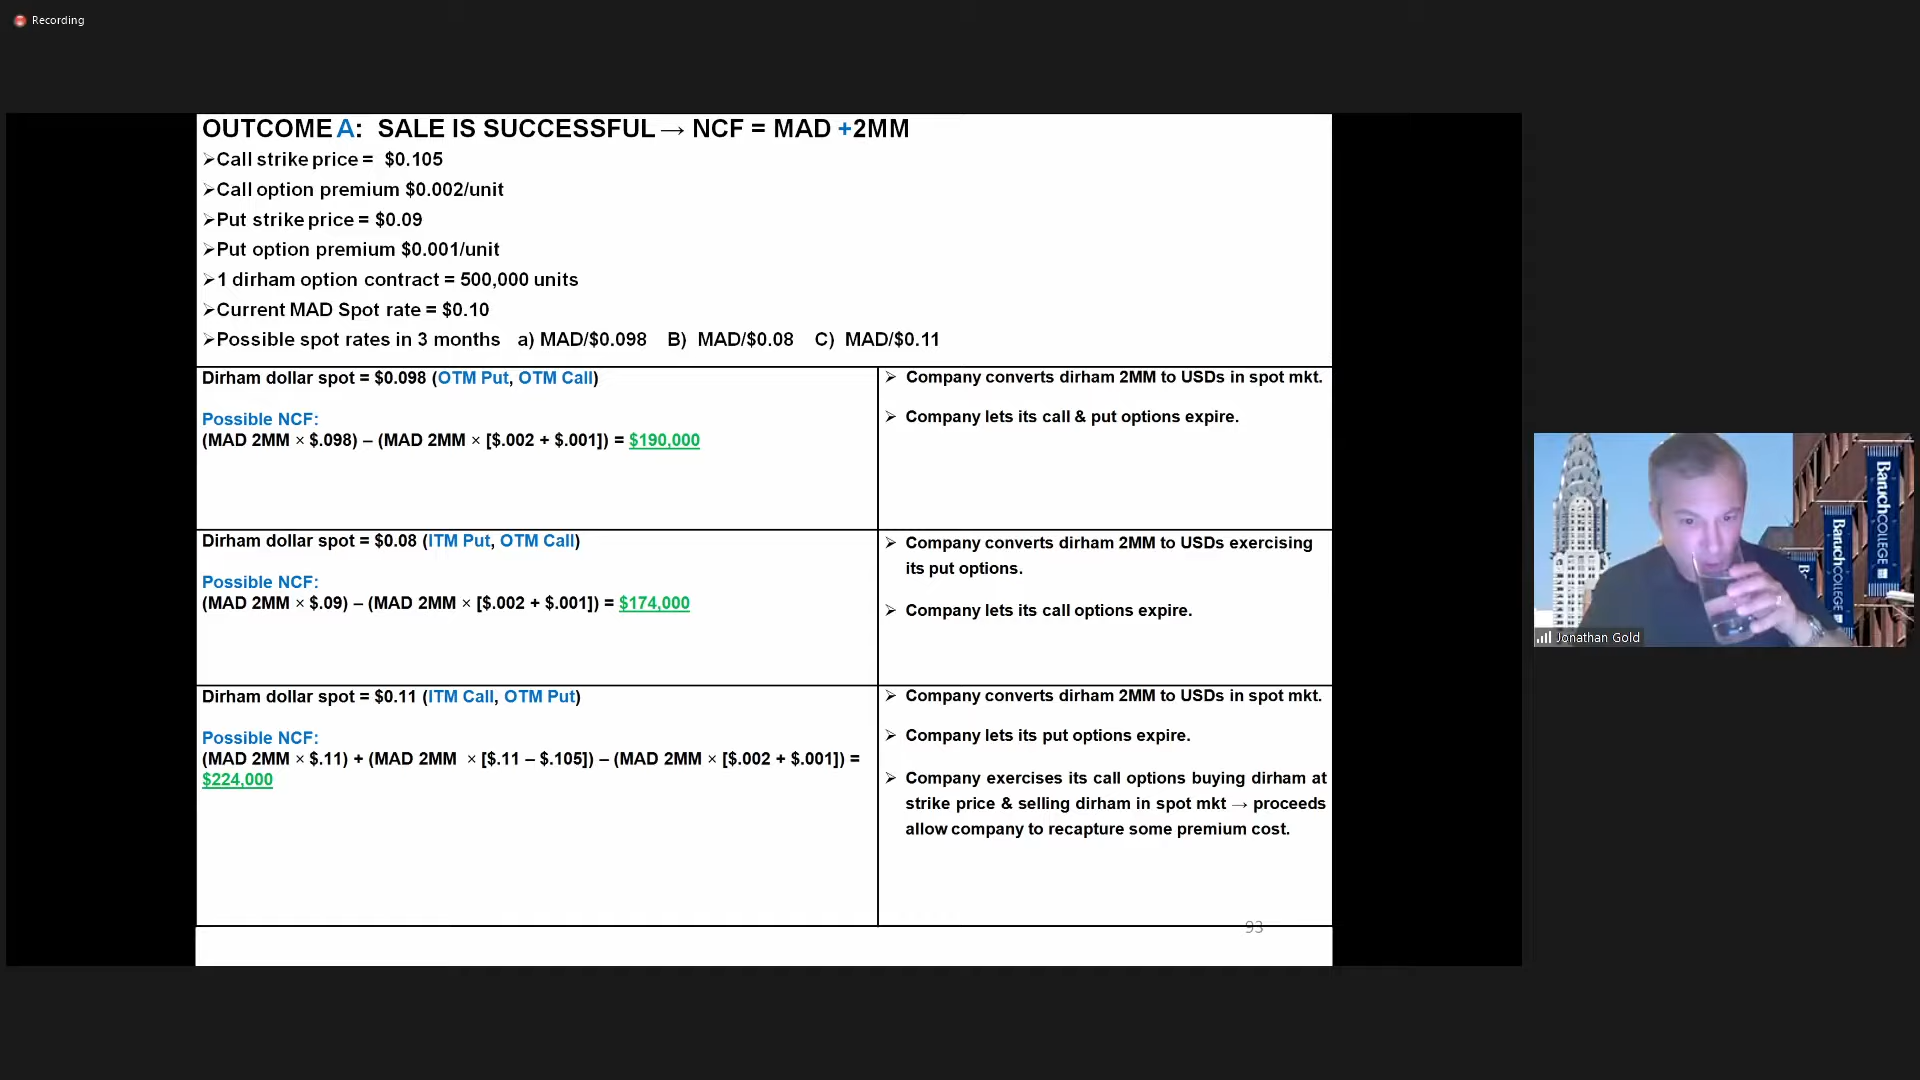 Recording
OUTCOME A: SALE IS SUCCESSFUL → NCF = MAD +2MM
➢Call strike price = $0.105
➢Call option premium $0.002/unit
➢Put strike price = $0.09
➢Put option premium $0.001/unit
➢1 dirham option contract = 500,000 units
➢Current MAD Spot rate = $0.10
➢Possible spot rates in 3 months a) MAD/$0.098 B) MAD/$0.08 C) MAD/$0.11
Dirham dollar spot = $0.098 (OTM Put, OTM Call)
Possible NCF:
(MAD 2MM × $.098) – (MAD 2MM × [$.002 + $.001]) = $190,000
➢ Company converts dirham 2MM to USDs in spot mkt.
➢ Company lets its call & put options expire.
Dirham dollar spot = $0.08 (ITM Put, OTM Call)
Possible NCF:
(MAD 2MM × $.09) – (MAD 2MM × [$.002 + $.001]) = $174,000
➢ Company converts dirham 2MM to USDs exercising
its put options.
➢ Company lets its call options expire.
Dirham dollar spot = $0.11 (ITM Call, OTM Put)
Possible NCF:
(MAD 2MM × $.11) + (MAD 2MM × [$.11 – $.105]) – (MAD 2MM × [$.002 + $.001]) =
$224,000
➢ Company converts dirham 2MM to USDs in spot mkt.
➢ Company lets its put options expire.
➢ Company exercises its call options buying dirham at
strike price & selling dirham in spot mkt → proceeds
allow company to recapture some premium cost.
93
Baruch COLLEGE
Baruch COLLEGE
Jonathan Gold